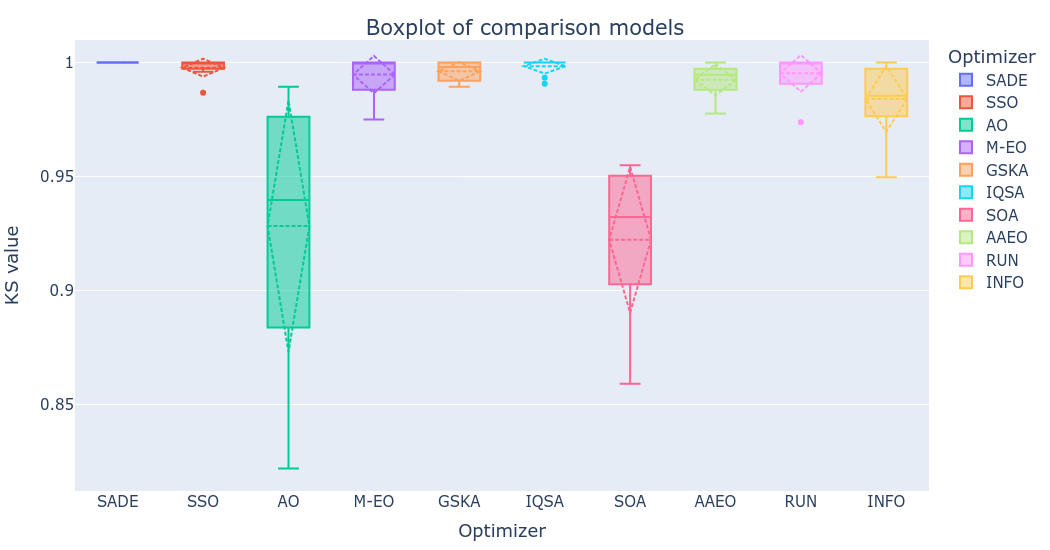 Boxplot of comparison models
KS value
1
0.95
0.9
0.85
SADE SSO AO M-EO GSKA IQSA SOA AAEO RUN INFO
Optimizer
Optimizer
SADE
SSO
AO
M-EO
GSKA
IQSA
SOA
AAEO
RUN
INFO